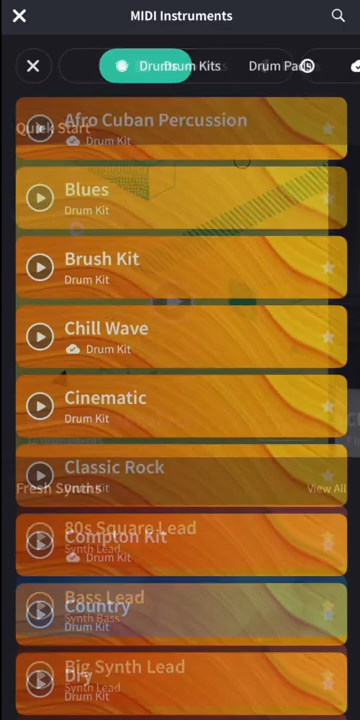 MIDI Instruments
Drums Drum Kits Drum Pads
Afro Cuban Percussion
Quick Start
Drum Kit
Blues
Drum Kit
Brush Kit
Drum Kit
Chill Wave
Drum Kit
Cinematic
Drum Kit
Classic Rock
Drum Kit
Fresh Synths View All
80s Square Lead
Compton Kit
Synth Lead
Drum Kit
Bass Lead
Country
Synth Bass
Drum Kit
Big Synth Lead
Dry
Synth Lead
Drum Kit